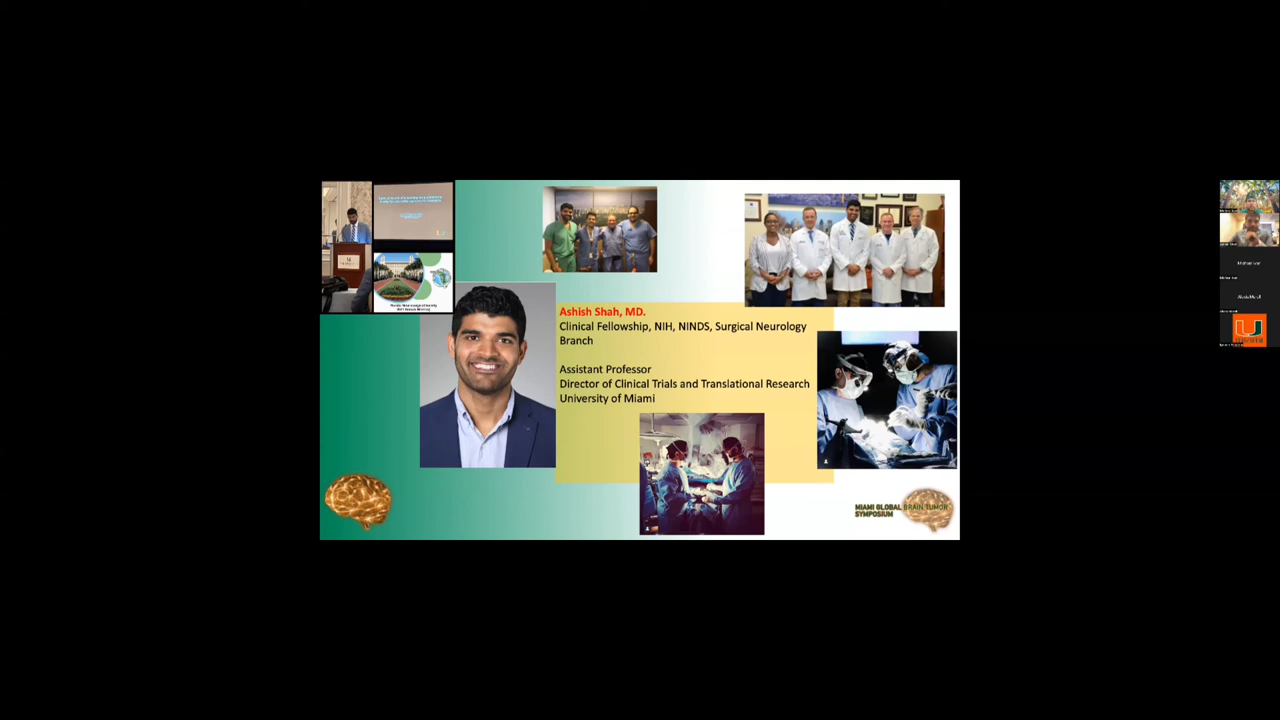 Ashish Shah, MD.
Clinical Fellowship, NIH, NINDS, Surgical Neurology
Branch
Assistant Professor
Director of Clinical Trials and Translational Research
University of Miami
MIAMI GLOBAL BRAIN TUMOR
SYMPOSIUM